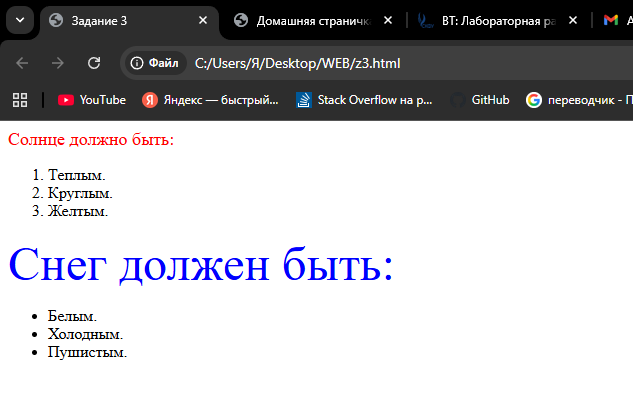 Задание 3
Домашняя страничк
ВТ: Лабораторная ра
Файл
C:/Users/Я/Desktop/WEB/z3.html
YouTube
Яндекс — быстрый...
Stack Overflow на р...
GitHub
переводчик - П
Солнце должно быть:
1. Теплым.
2. Круглым.
3. Желтым.
Снег должен быть:
• Белым.
• Холодным.
• Пушистым.